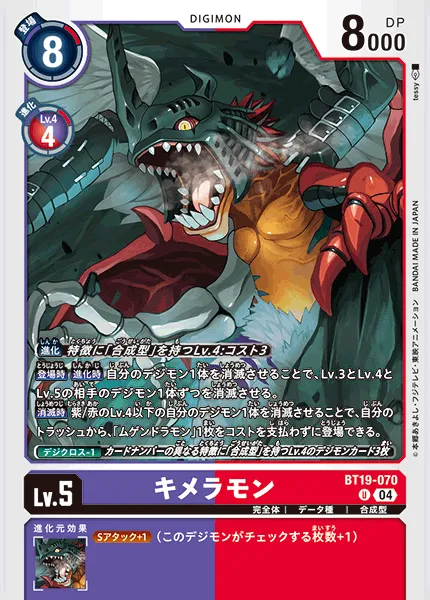 登場
8
DIGIMON
8000
DP
進化
Lv.4
4
tessy
BANDAI MADE IN JAPAN
©本郷あきよし・フジテレビ・東映アニメーション
進化 特徴に「合成型」を持つLv.4:コスト3
登場時 進化時 自分のデジモン1体を消滅させることで、Lv.3とLv.4と
Lv.5の相手のデジモン1体ずつを消滅させる。
消滅時 紫/赤のLv.4以下の自分のデジモン1体を消滅させることで、自分の
トラッシュから、「ムゲンドラモン」1枚をコストを支払わずに登場できる。
デジクロス-1 カードナンバーの異なる特徴に「合成型」を持つLv.4のデジモンカード3枚
Lv.5
キメラモン
BT19-070
U 04
完全体 データ種 合成型
進化元効果
Sアタック+1 (このデジモンがチェックする枚数+1)